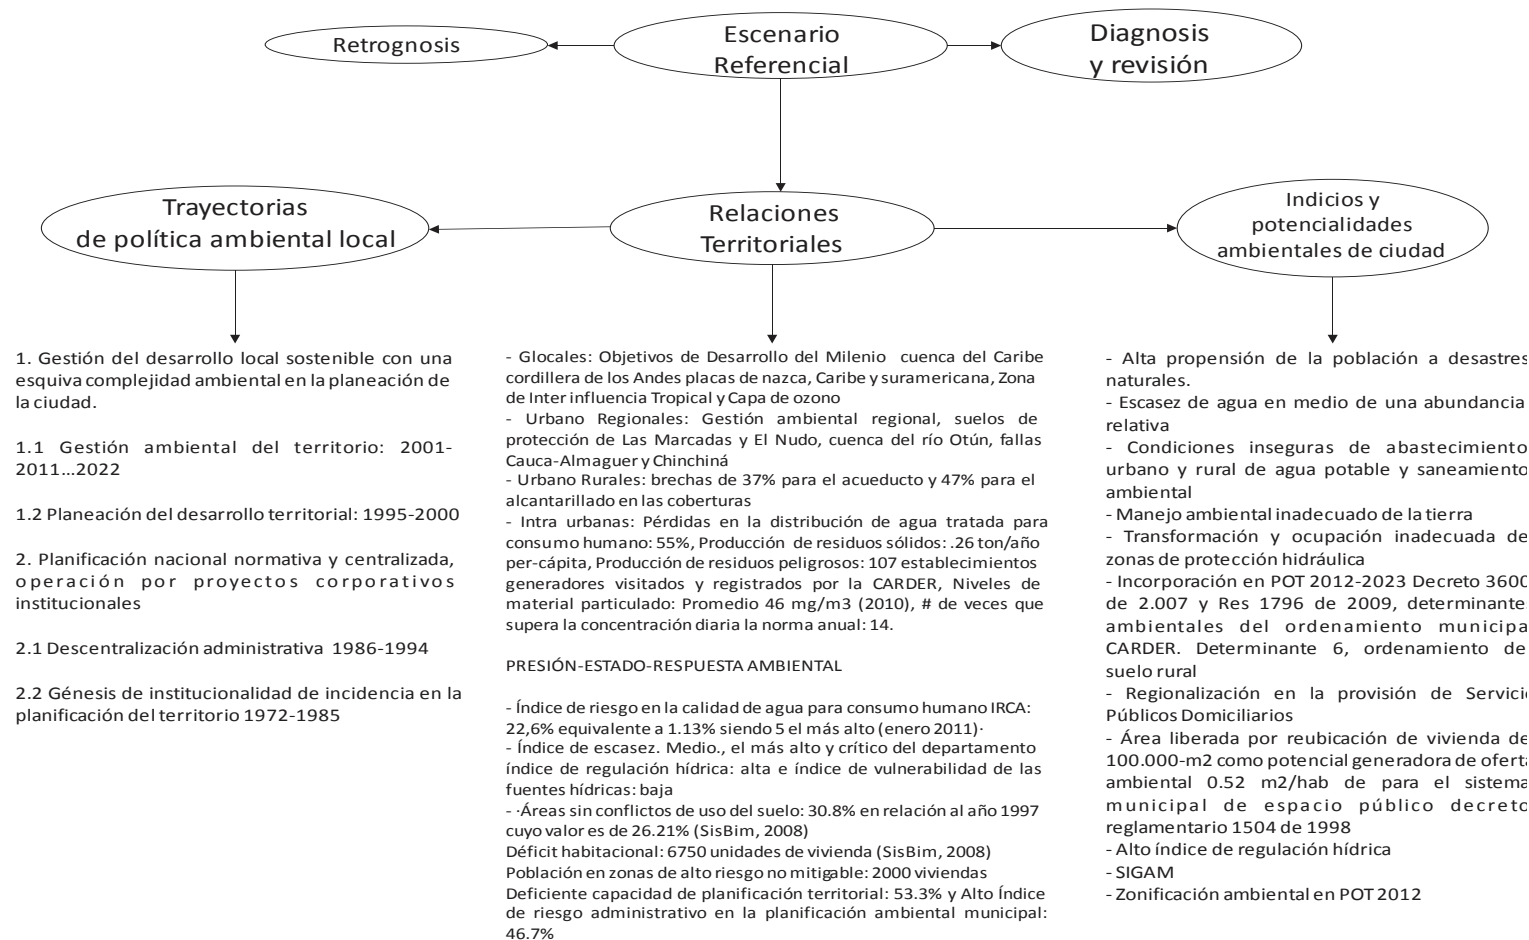 Retrognosis
Escenario
Referencial
Diagnosis
y revisión
Trayectorias
de política ambiental local
Relaciones
Territoriales
Indicios y
potencialidades
ambientales de ciudad
1. Gestión del desarrollo local sostenible con una
esquiva complejidad ambiental en la planeación de
la ciudad.
1.1 Gestión ambiental del territorio: 2001-
2011...2022
1.2 Planeación del desarrollo territorial: 1995-2000
2. Planificación nacional normativa y centralizada,
operación por proyectos corporativos
institucionales
2.1 Descentralización administrativa 1986-1994
2.2 Génesis de institucionalidad de incidencia en la
planificación del territorio 1972-1985
- Glocales: Objetivos de Desarrollo del Milenio cuenca del Caribe
cordillera de los Andes placas de nazca, Caribe y suramericana, Zona
de Inter influencia Tropical y Capa de ozono
- Urbano Regionales: Gestión ambiental regional, suelos de
protección de Las Marcadas y El Nudo, cuenca del río Otún, fallas
Cauca-Almaguer y Chinchiná
- Urbano Rurales: brechas de 37% para el acueducto y 47% para el
alcantarillado en las coberturas
- Intra urbanas: Pérdidas en la distribución de agua tratada para
consumo humano: 55%, Producción de residuos sólidos: .26 ton/año
per-cápita, Producción de residuos peligrosos: 107 establecimientos
generadores visitados y registrados por la CARDER, Niveles de
material particulado: Promedio 46 mg/m3 (2010), # de veces que
supera la concentración diaria la norma anual: 14.
PRESIÓN-ESTADO-RESPUESTA AMBIENTAL
- Índice de riesgo en la calidad de agua para consumo humano IRCA:
22,6% equivalente a 1.13% siendo 5 el más alto (enero 2011)·
- Índice de escasez. Medio., el más alto y crítico del departamento
índice de regulación hídrica: alta e índice de vulnerabilidad de las
fuentes hídricas: baja
- ·Áreas sin conflictos de uso del suelo: 30.8% en relación al año 1997
cuyo valor es de 26.21% (SisBim, 2008)
Déficit habitacional: 6750 unidades de vivienda (SisBim, 2008)
Población en zonas de alto riesgo no mitigable: 2000 viviendas
Deficiente capacidad de planificación territorial: 53.3% y Alto Índice
de riesgo administrativo en la planificación ambiental municipal:
46.7%
- Alta propensión de la población a desastres
naturales.
- Escasez de agua en medio de una abundancia
relativa
- Condiciones inseguras de abastecimiento
urbano y rural de agua potable y saneamiento
ambiental
- Manejo ambiental inadecuado de la tierra
- Transformación y ocupación inadecuada de
zonas de protección hidráulica
- Incorporación en POT 2012-2023 Decreto 3600
de 2.007 y Res 1796 de 2009, determinante
ambientales del ordenamiento municipa
CARDER. Determinante 6, ordenamiento de
suelo rural
- Regionalización en la provisión de Servici
Públicos Domiciliarios
- Área liberada por reubicación de vivienda de
100.000-m2 como potencial generadora de ofert
ambiental 0.52 m2/hab de para el sistema
municipal de espacio público decreto
reglamentario 1504 de 1998
- Alto índice de regulación hídrica
- SIGAM
- Zonificación ambiental en POT 2012